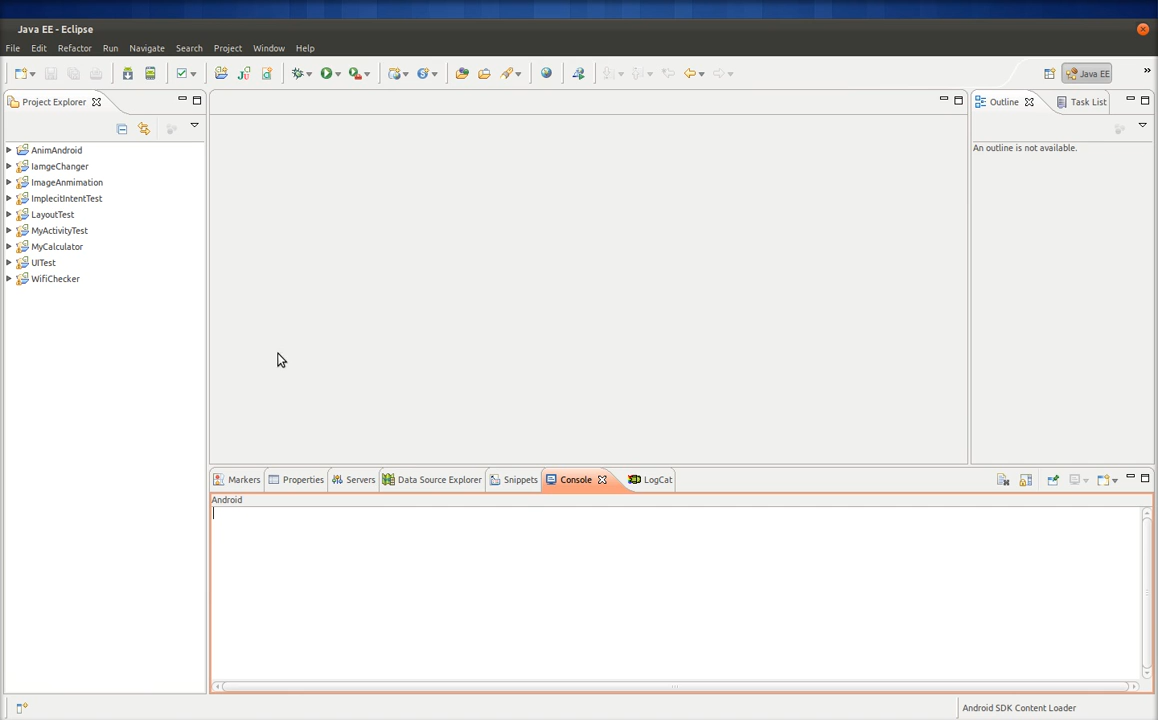 Java EE - Eclipse
File Edit Refactor Run Navigate Search Project Window Help
Java EE
»
Project Explorer
Outline
Task List
An outline is not available.
AnimAndroid
IamgeChanger
ImageAnmimation
ImplecitIntentTest
LayoutTest
MyActivityTest
MyCalculator
UITest
WifiChecker
Markers Properties Servers Data Source Explorer Snippets Console LogCat
Android
Android SDK Content Loader